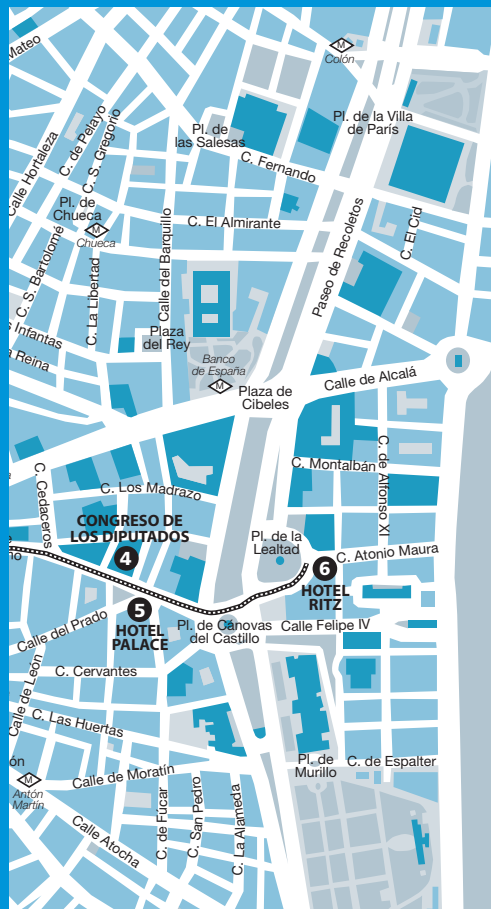 Mateo
M
Colón
Calle Hortaleza
C. de Pelayo
C. S. Gregorio
Pl. de
las Salesas
Pl. de la Villa
de París
C. Fernando
Pl. de
Chueca
M
Chueca
C. El Almirante
C. El Cid
Paseo de Recoletos
C. S. Bartolomé
C. La Libertad
Calle del Barquillo
Infantas
Reina
Plaza
del Rey
Banco
de España
M
Plaza de
Cibeles
Calle de Alcalá
C. Montalbán
C. de Alfonso XI
C. Cedaceros
C. Los Madrazo
CONGRESO DE
LOS DIPUTADOS
4
Pl. de la
Lealtad
C. Atonio Maura
6
HOTEL
RITZ
5
HOTEL
PALACE
Calle del Prado
Pl. de Cánovas
del Castillo
Calle Felipe IV
C. Cervantes
Calle de León
C. Las Huertas
Pl. de
Murillo
C. de Espalter
Calle de Moratín
M
Antón
Martín
Calle Atocha
C. de Fúcar
C. San Pedro
C. La Alameda